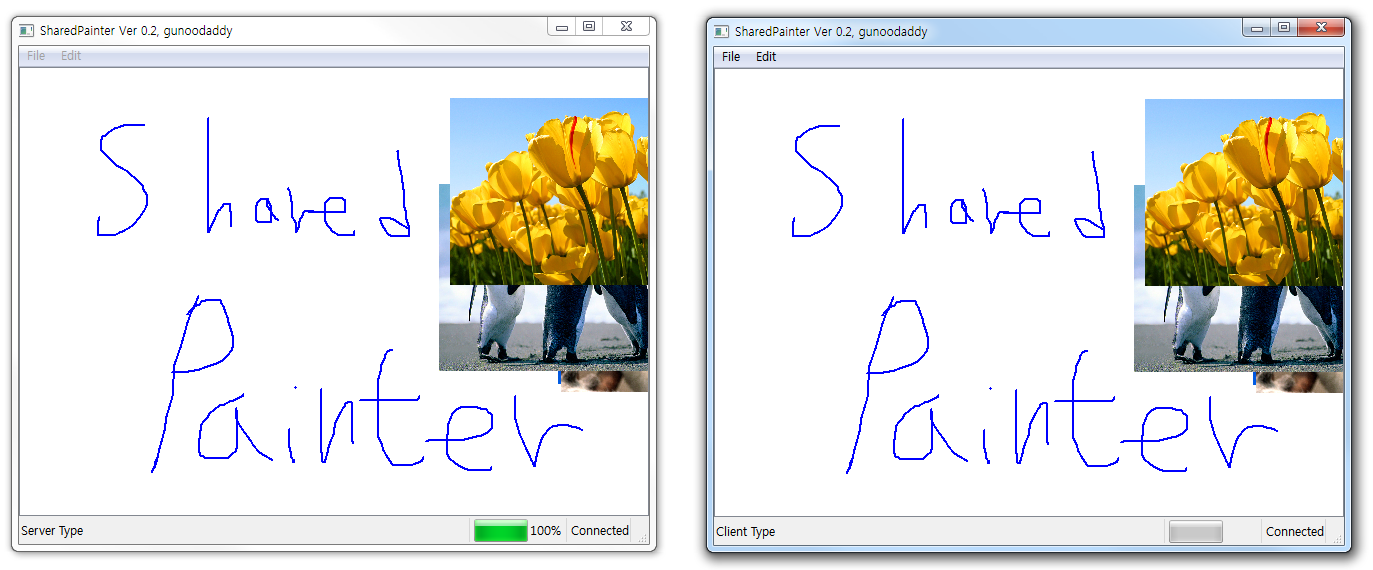 SharedPainter Ver 0.2, gunoodaddy
File Edit
Shared
Painter
Server Type 100% Connected
SharedPainter Ver 0.2, gunoodaddy
File Edit
Shared
Painter
Client Type Connected